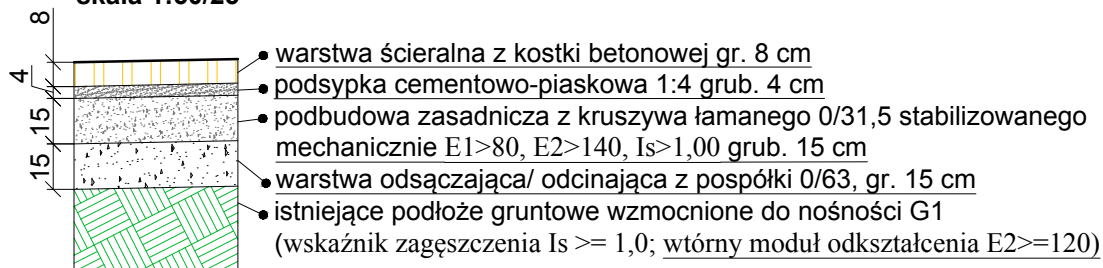 8
warstwa ścieralna z kostki betonowej gr. 8 cm
4
podsypka cementowo-piaskowa 1:4 grub. 4 cm
15
podbudowa zasadnicza z kruszywa łamanego 0/31,5 stabilizowanego
mechanicznie E1>80, E2>140, Is>1,00 grub. 15 cm
15
warstwa odsączająca/ odcinająca z pospółki 0/63, gr. 15 cm
istniejące podłoże gruntowe wzmocnione do nośności G1
(wskaźnik zagęszczenia Is >= 1,0; wtórny moduł odkształcenia E2>=120)